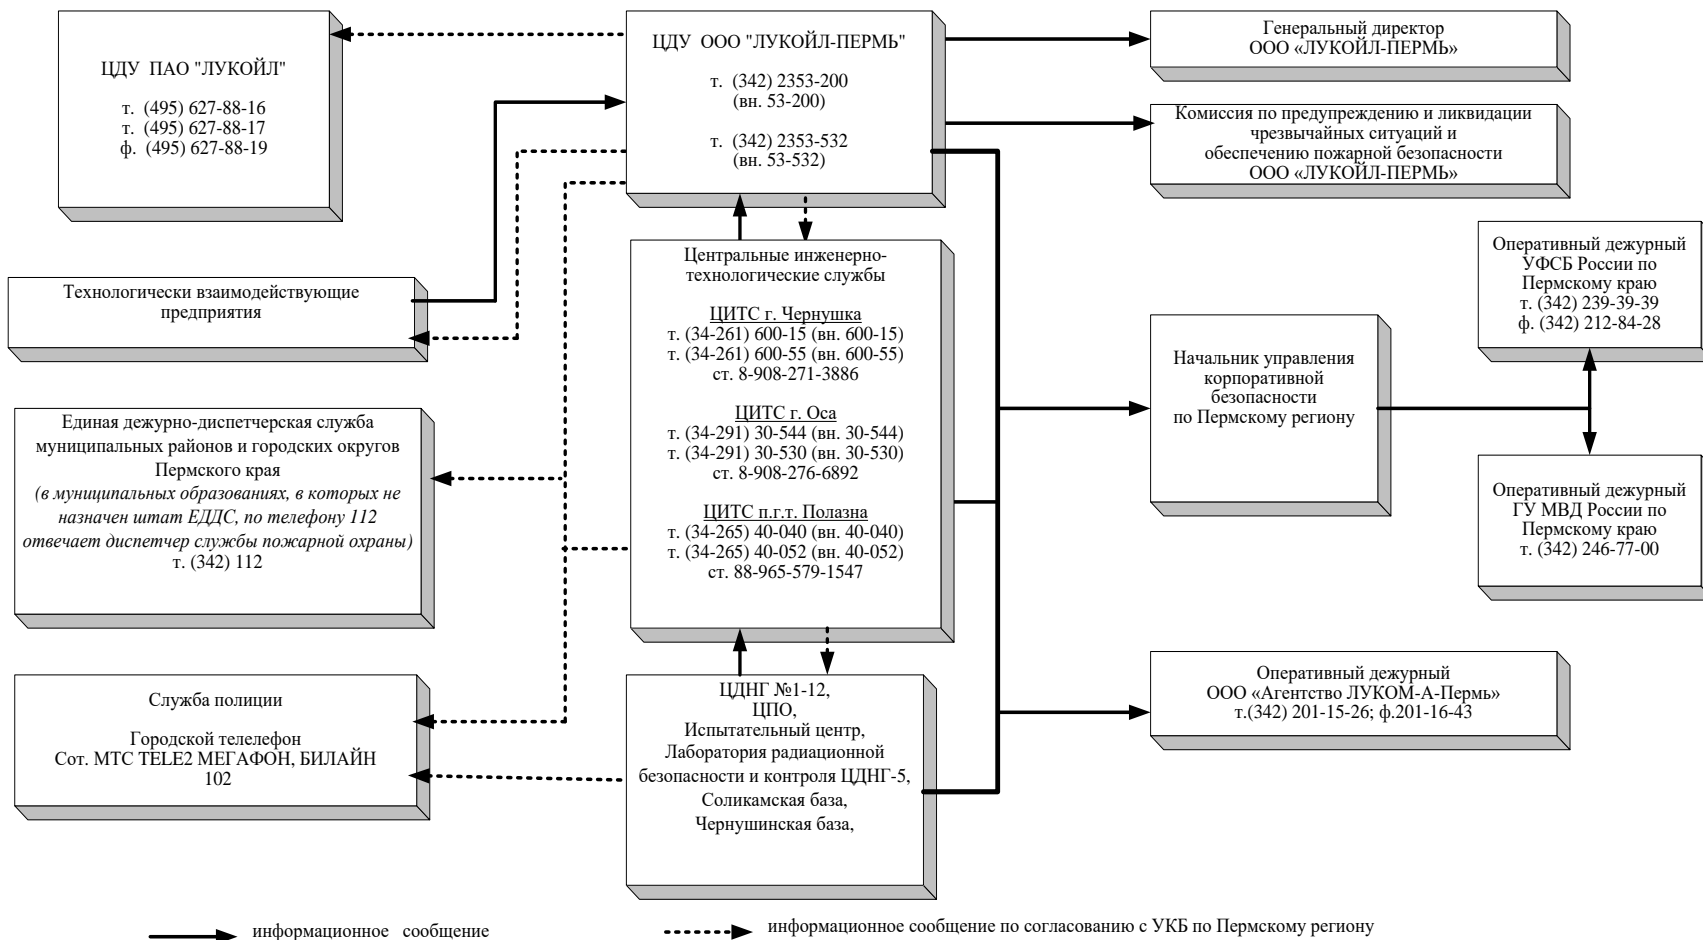 ЦДУ ПАО "ЛУКОЙЛ"
т. (495) 627-88-16
т. (495) 627-88-17
ф. (495) 627-88-19
ЦДУ ООО "ЛУКОЙЛ-ПЕРМЬ"
т. (342) 2353-200
(вн. 53-200)
т. (342) 2353-532
(вн. 53-532)
Генеральный директор
ООО «ЛУКОЙЛ-ПЕРМЬ»
Комиссия по предупреждению и ликвидации
чрезвычайных ситуаций и
обеспечению пожарной безопасности
ООО «ЛУКОЙЛ-ПЕРМЬ»
Технологически взаимодействующие
предприятия
Центральные инженерно-
технологические службы
ЦИТС г. Чернушка
т. (34-261) 600-15 (вн. 600-15)
т. (34-261) 600-55 (вн. 600-55)
ст. 8-908-271-3886
ЦИТС г. Оса
т. (34-291) 30-544 (вн. 30-544)
т. (34-291) 30-530 (вн. 30-530)
ст. 8-908-276-6892
ЦИТС п.г.т. Полазна
т. (34-265) 40-040 (вн. 40-040)
т. (34-265) 40-052 (вн. 40-052)
ст. 88-965-579-1547
Начальник управления
корпоративной
безопасности
по Пермскому региону
Оперативный дежурный
УФСБ России по
Пермскому краю
т. (342) 239-39-39
ф. (342) 212-84-28
Оперативный дежурный
ГУ МВД России по
Пермскому краю
т. (342) 246-77-00
Единая дежурно-диспетчерская служба
муниципальных районов и городских округов
Пермского края
(в муниципальных образованиях, в которых не
назначен штат ЕДДС, по телефону 112
отвечает диспетчер службы пожарной охраны)
т. (342) 112
Служба полиции
Городской телелефон
Сот. МТС TELE2 МЕГАФОН, БИЛАЙН
102
ЦДНГ №1-12,
ЦПО,
Испытательный центр,
Лаборатория радиационной
безопасности и контроля ЦДНГ-5,
Соликамская база,
Чернушинская база,
Оперативный дежурный
ООО «Агентство ЛУКОМ-А-Пермь»
т.(342) 201-15-26; ф.201-16-43
информационное сообщение
информационное сообщение по согласованию с УКБ по Пермскому региону